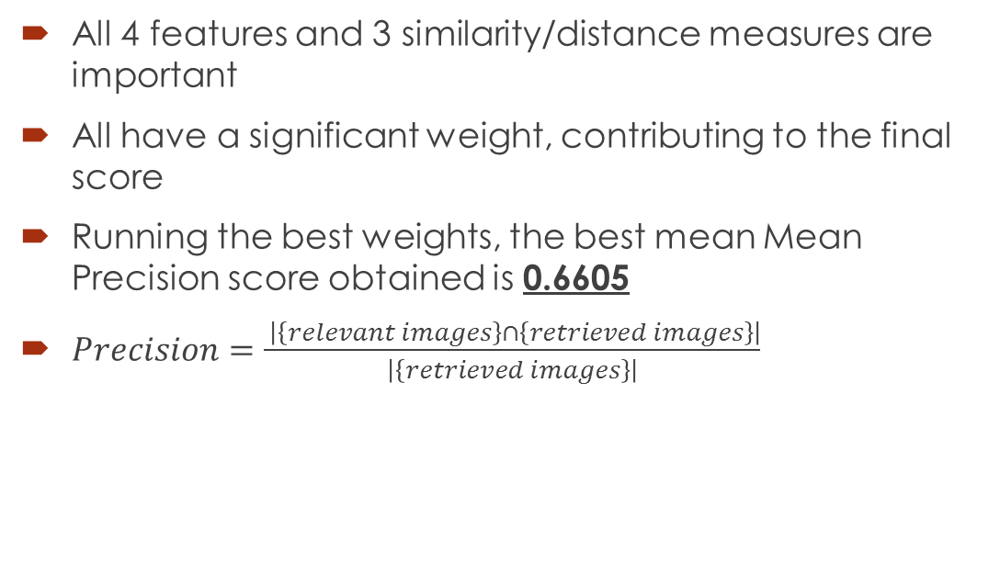 All 4 features and 3 similarity/distance measures are
important
All have a significant weight, contributing to the final
score
Running the best weights, the best mean Mean
Precision score obtained is 0.6605
Precision = |{relevant images}∩{retrieved images}|
|{retrieved images}|